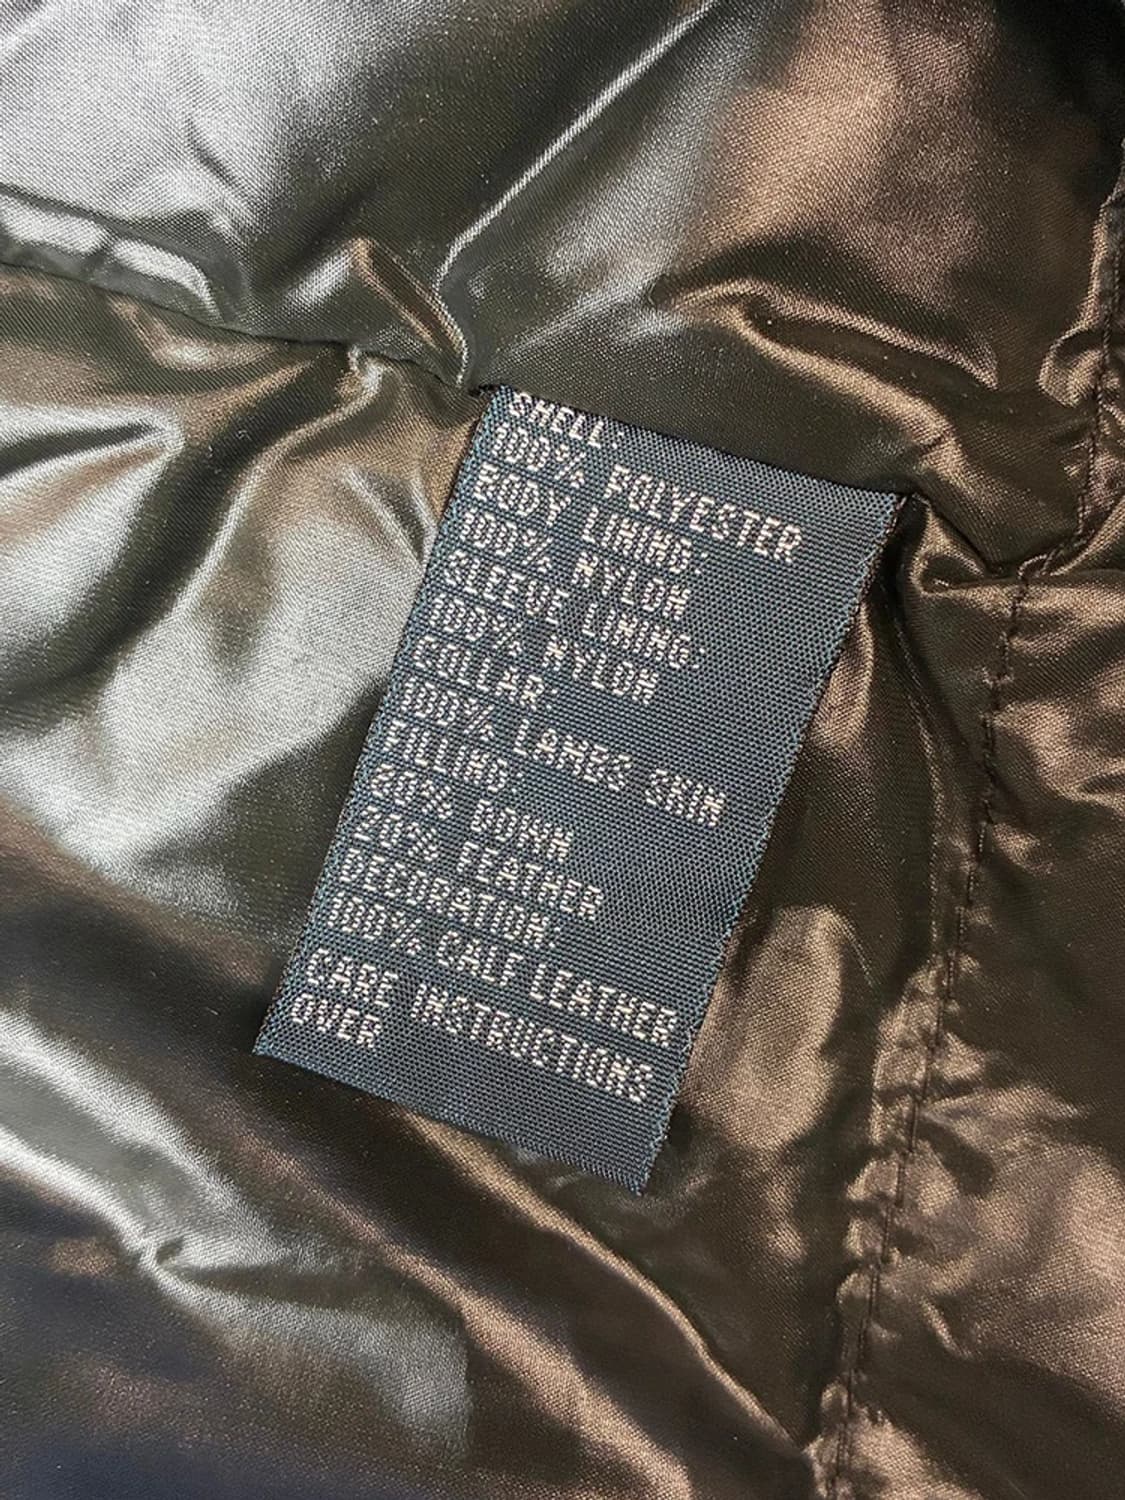 SHELL:
100% POLYESTER
BODY LINING:
100% NYLON
SLEEVE LINING:
100% NYLON
COLLAR:
100% LAMBS SKIN
FILLING:
80% DOWN
20% FEATHER
DECORATION:
100% CALF LEATHER
CARE INSTRUCTIONS
OVER